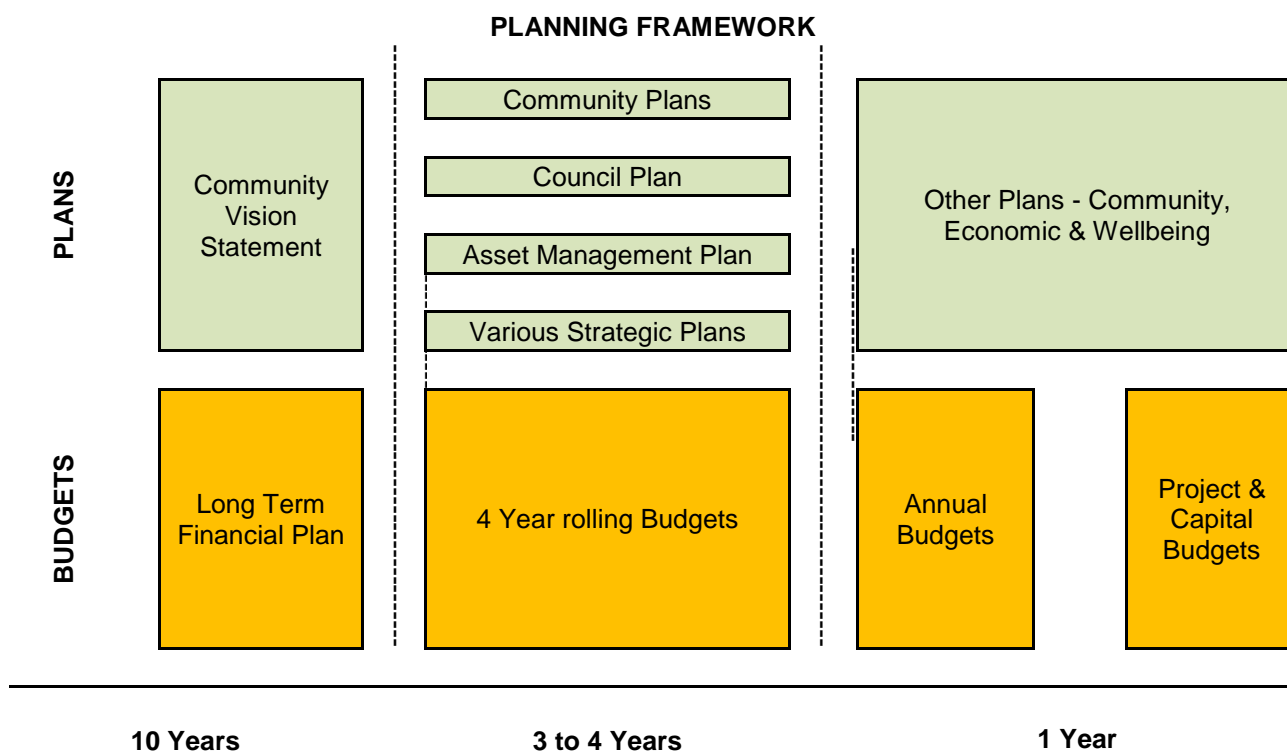 PLANNING FRAMEWORK
PLANS
Community
Vision
Statement
Community Plans
Council Plan
Asset Management Plan
Various Strategic Plans
Other Plans - Community,
Economic & Wellbeing
BUDGETS
Long Term
Financial Plan
4 Year rolling Budgets
Annual
Budgets
Project &
Capital
Budgets
10 Years
3 to 4 Years
1 Year